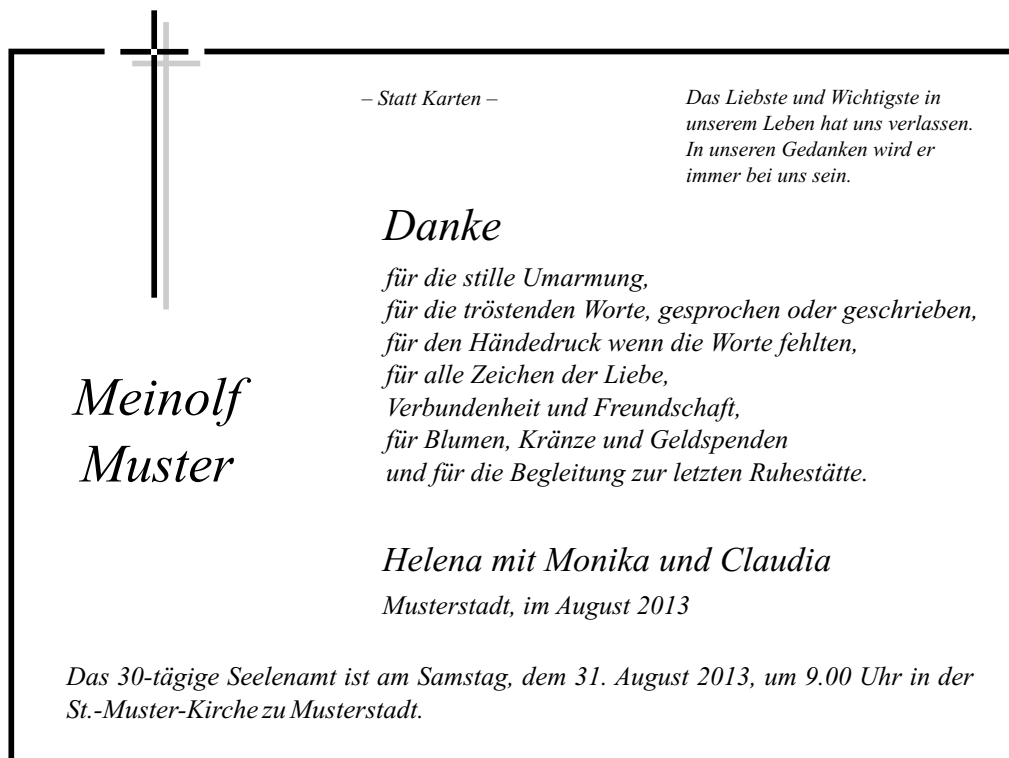 – Statt Karten –
Das Liebste und Wichtigste in
unserem Leben hat uns verlassen.
In unseren Gedanken wird er
immer bei uns sein.
Danke
für die stille Umarmung,
für die tröstenden Worte, gesprochen oder geschrieben,
für den Händedruck wenn die Worte fehlten,
für alle Zeichen der Liebe,
Verbundenheit und Freundschaft,
für Blumen, Kränze und Geldspenden
und für die Begleitung zur letzten Ruhestätte.
Meinolf
Muster
Helena mit Monika und Claudia
Musterstadt, im August 2013
Das 30-tägige Seelenamt ist am Samstag, dem 31. August 2013, um 9.00 Uhr in der
St.-Muster-Kirche zu Musterstadt.